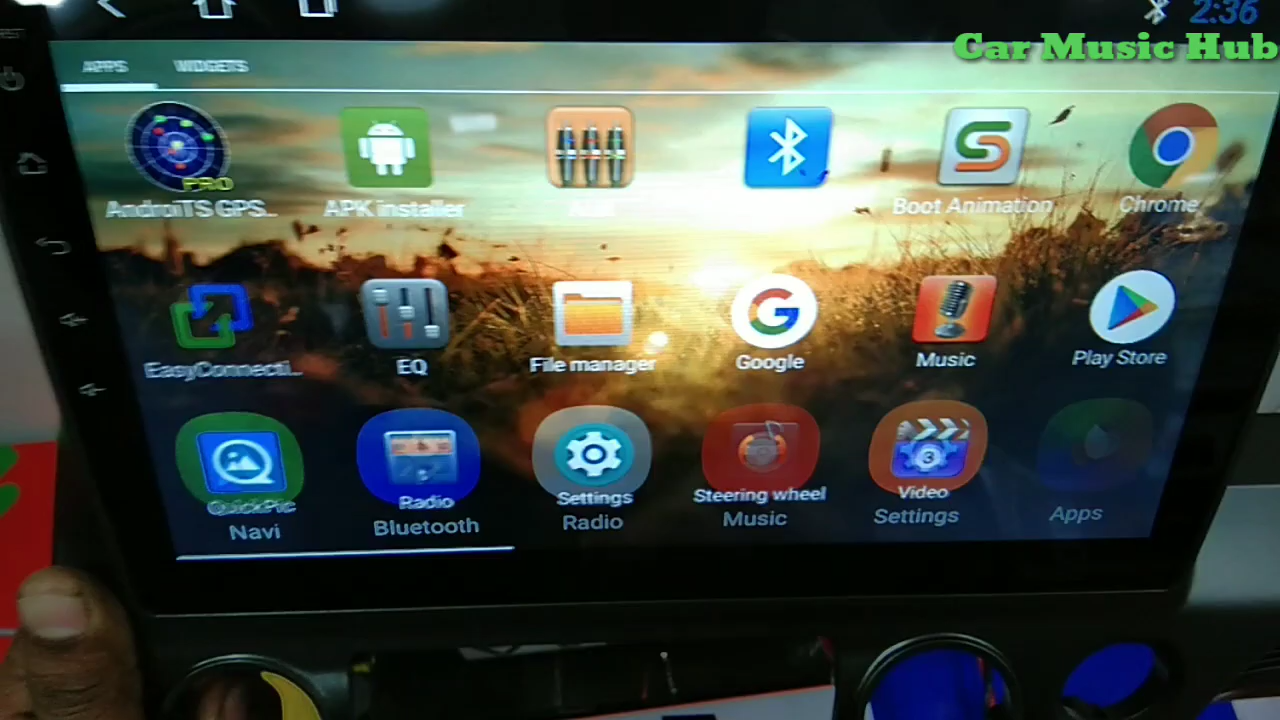 2:36
Car Music Hub
APPS WIDGETS
PRO
AndroiTS GPS... APK installer Boot Animation Chrome
EasyConnecti... EQ File manager Google Music Play Store
QuickPic Radio Settings Steering wheel Video
Navi Bluetooth Radio Music Settings Apps